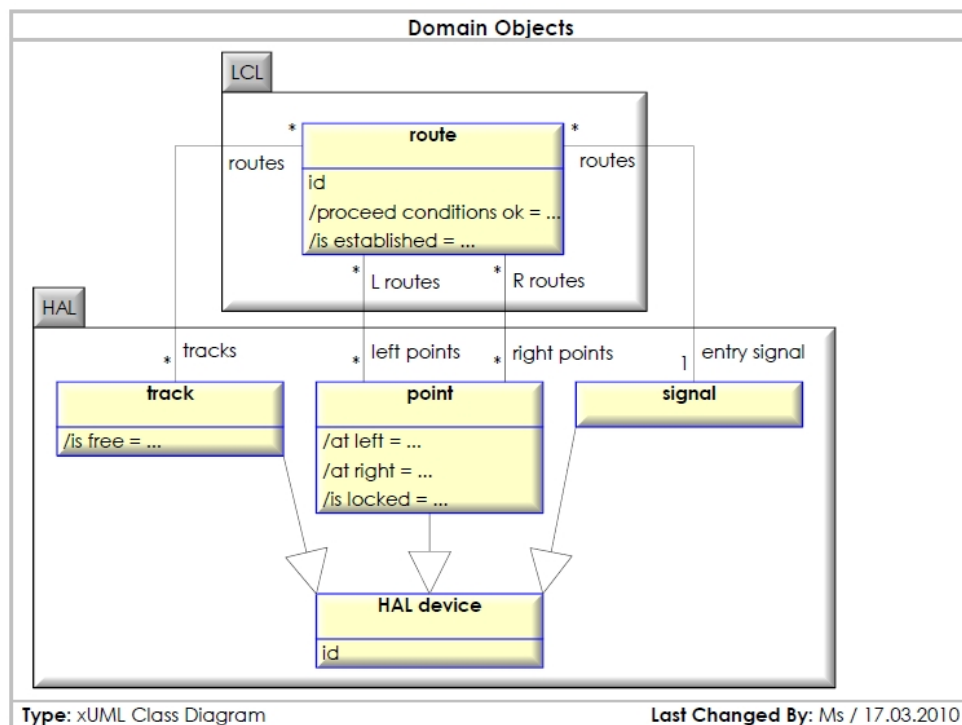 Domain Objects
LCL
* route *
routes routes
id
/proceed conditions ok = ...
/is established = ...
* L routes * R routes
HAL
* tracks * left points * right points 1 entry signal
track point signal
/is free = ... /at left = ...
/at right = ...
/is locked = ...
HAL device
id
Type: xUML Class Diagram Last Changed By: Ms / 17.03.2010